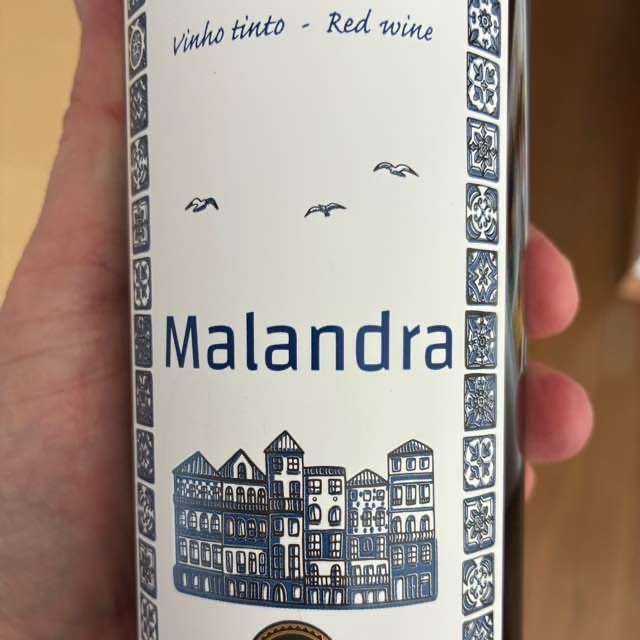 Vinho tinto - Red wine
Malandra